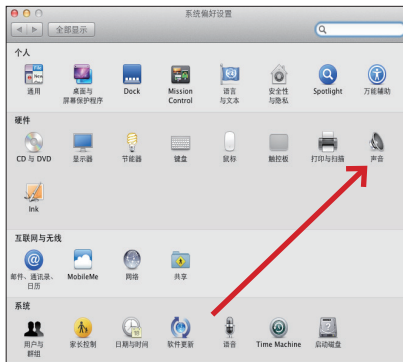 系统偏好设置
全部显示
个人
通用
桌面与
屏幕保护程序
Dock
Mission
Control
语言
与文本
安全性
与隐私
Spotlight
万能辅助
硬件
CD 与 DVD
显示器
节能器
键盘
鼠标
触控板
打印与扫描
声音
Ink
互联网与无线
邮件、通讯录、
日历
MobileMe
网络
共享
系统
用户与
群组
家长控制
日期与时间
软件更新
语音
Time Machine
启动磁盘